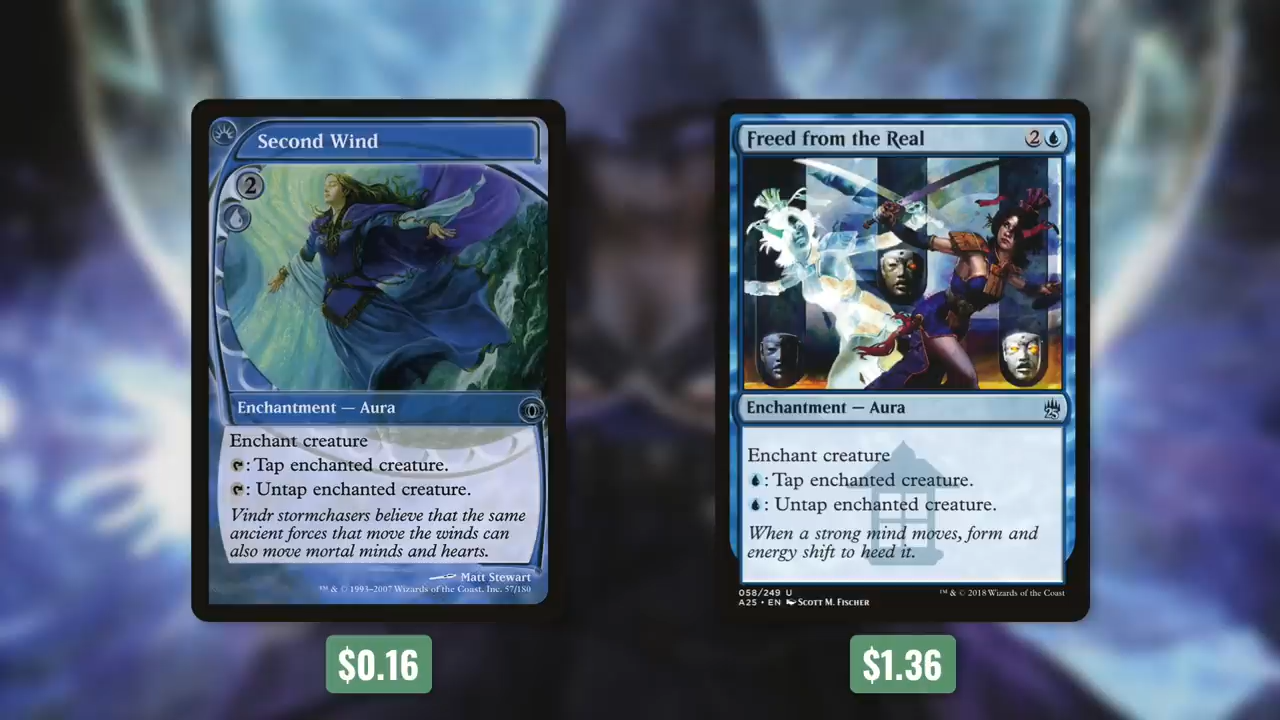 Second Wind
2
Enchantment — Aura
Enchant creature
: Tap enchanted creature.
: Untap enchanted creature.
Vindr stormchasers believe that the same
ancient forces that move the winds can
also move mortal minds and hearts.
Matt Stewart
™ & © 1993–2007 Wizards of the Coast, Inc. 57/180
$0.16
Freed from the Real 2
Enchantment — Aura
Enchant creature
: Tap enchanted creature.
: Untap enchanted creature.
When a strong mind moves, form and
energy shift to heed it.
058/249 U
A25 • EN Scott M. Fischer
™ & © 2018 Wizards of the Coast
$1.36